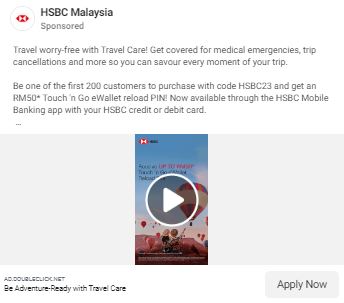 HSBC Malaysia
Sponsored
Travel worry-free with Travel Care! Get covered for medical emergencies, trip
cancellations and more so you can savour every moment of your trip.
Be one of the first 200 customers to purchase with code HSBC23 and get an
RM50* Touch 'n Go eWallet reload PIN! Now available through the HSBC Mobile
Banking app with your HSBC credit or debit card.
...
HSBC
Receive UP TO RM50*
Touch 'n Go eWallet
Reload
AD.DOUBLECLICK.NET
Be Adventure-Ready with Travel Care
Apply Now